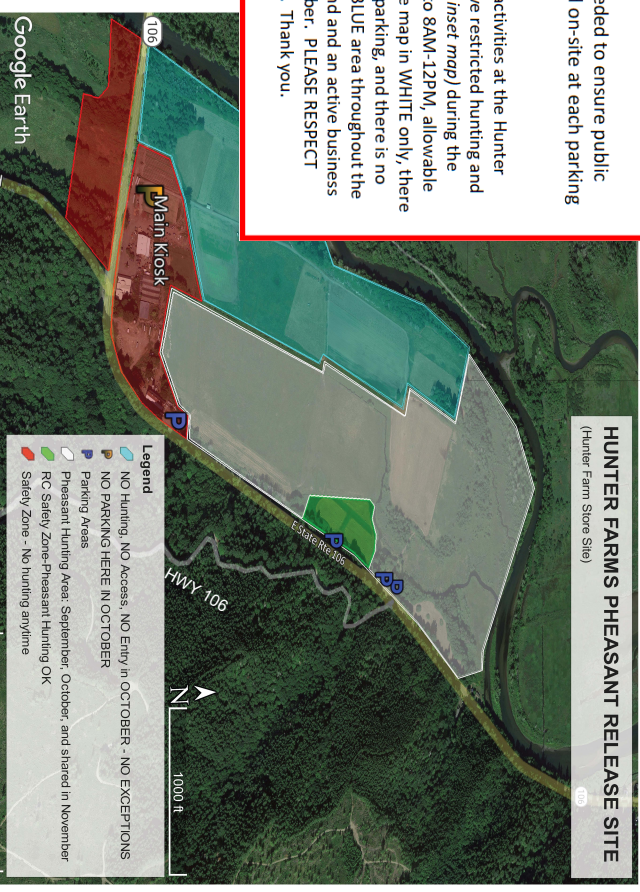 HUNTER FARMS PHEASANT RELEASE SITE
(Hunter Farm Store Site)
eded to ensure public
on-site at each parking
activities at the Hunter
ve restricted hunting and
inset map) during the
to 8AM-12PM, allowable
e map in WHITE only, there
parking, and there is no
BLUE area throughout the
nd and an active business
ber. PLEASE RESPECT
Thank you.
106
106
P
Main Kiosk
P
P
P
P
E State Rte 106
HWY 106
Legend
NO Hunting, NO Access, NO Entry in OCTOBER - NO EXCEPTIONS
P NO PARKING HERE IN OCTOBER
P Parking Areas
Pheasant Hunting Area: September, October, and shared in November
RC Safety Zone-Pheasant Hunting OK
Safety Zone - No hunting anytime
N
1000 ft
Google Earth